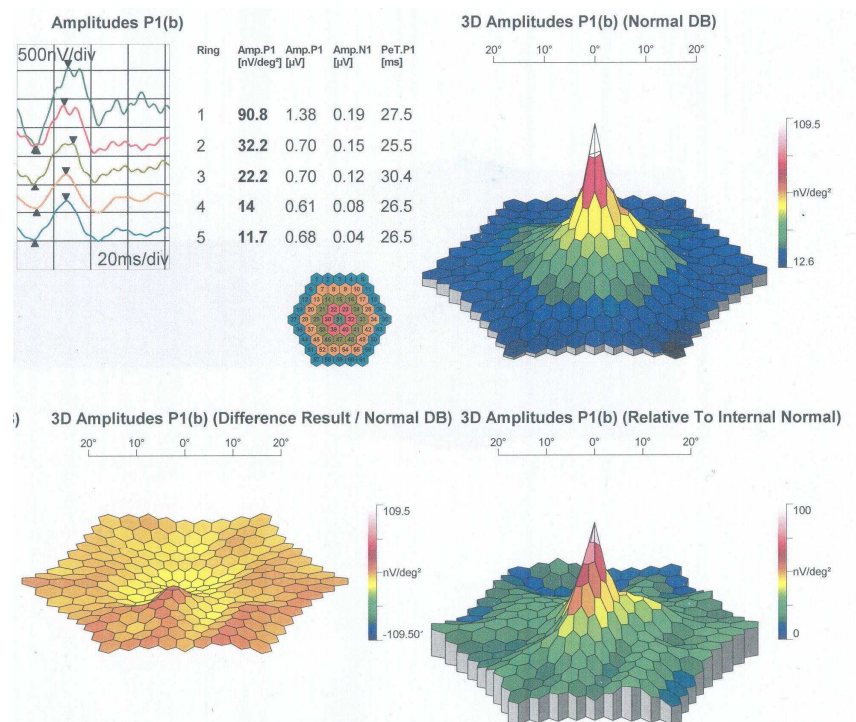 Amplitudes P1(b)
500nV/div
20ms/div
Ring Amp.P1 [nV/deg²] Amp.P1 [µV] Amp.N1 [µV] PeT.P1 [ms]
1 90.8 1.38 0.19 27.5
2 32.2 0.70 0.15 25.5
3 22.2 0.70 0.12 30.4
4 14 0.61 0.08 26.5
5 11.7 0.68 0.04 26.5
3D Amplitudes P1(b) (Normal DB)
20° 10° 0° 10° 20°
109.5
nV/deg²
12.6
3D Amplitudes P1(b) (Difference Result / Normal DB)
20° 10° 0° 10° 20°
109.5
nV/deg²
-109.50
3D Amplitudes P1(b) (Relative To Internal Normal)
20° 10° 0° 10° 20°
100
nV/deg²
0